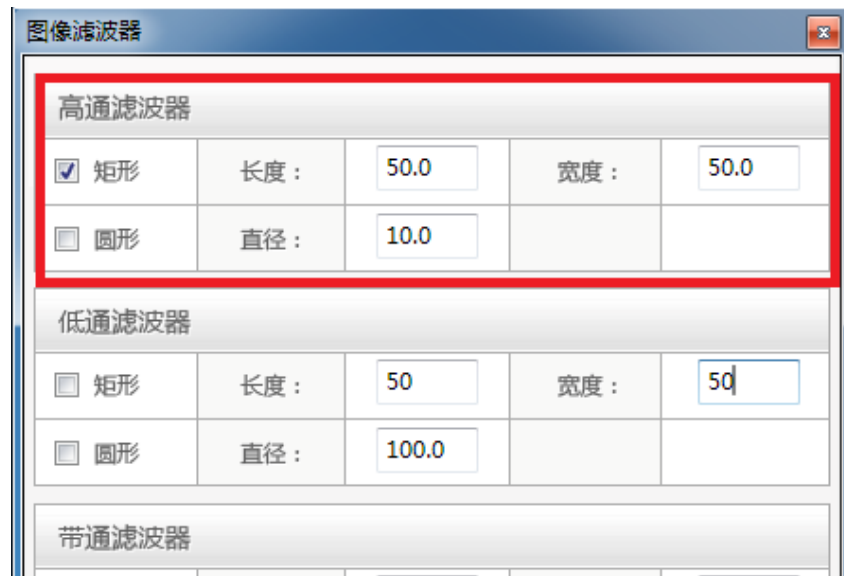 图像滤波器
高通滤波器
矩形 长度： 50.0 宽度： 50.0
圆形 直径： 10.0
低通滤波器
矩形 长度： 50 宽度： 50
圆形 直径： 100.0
带通滤波器